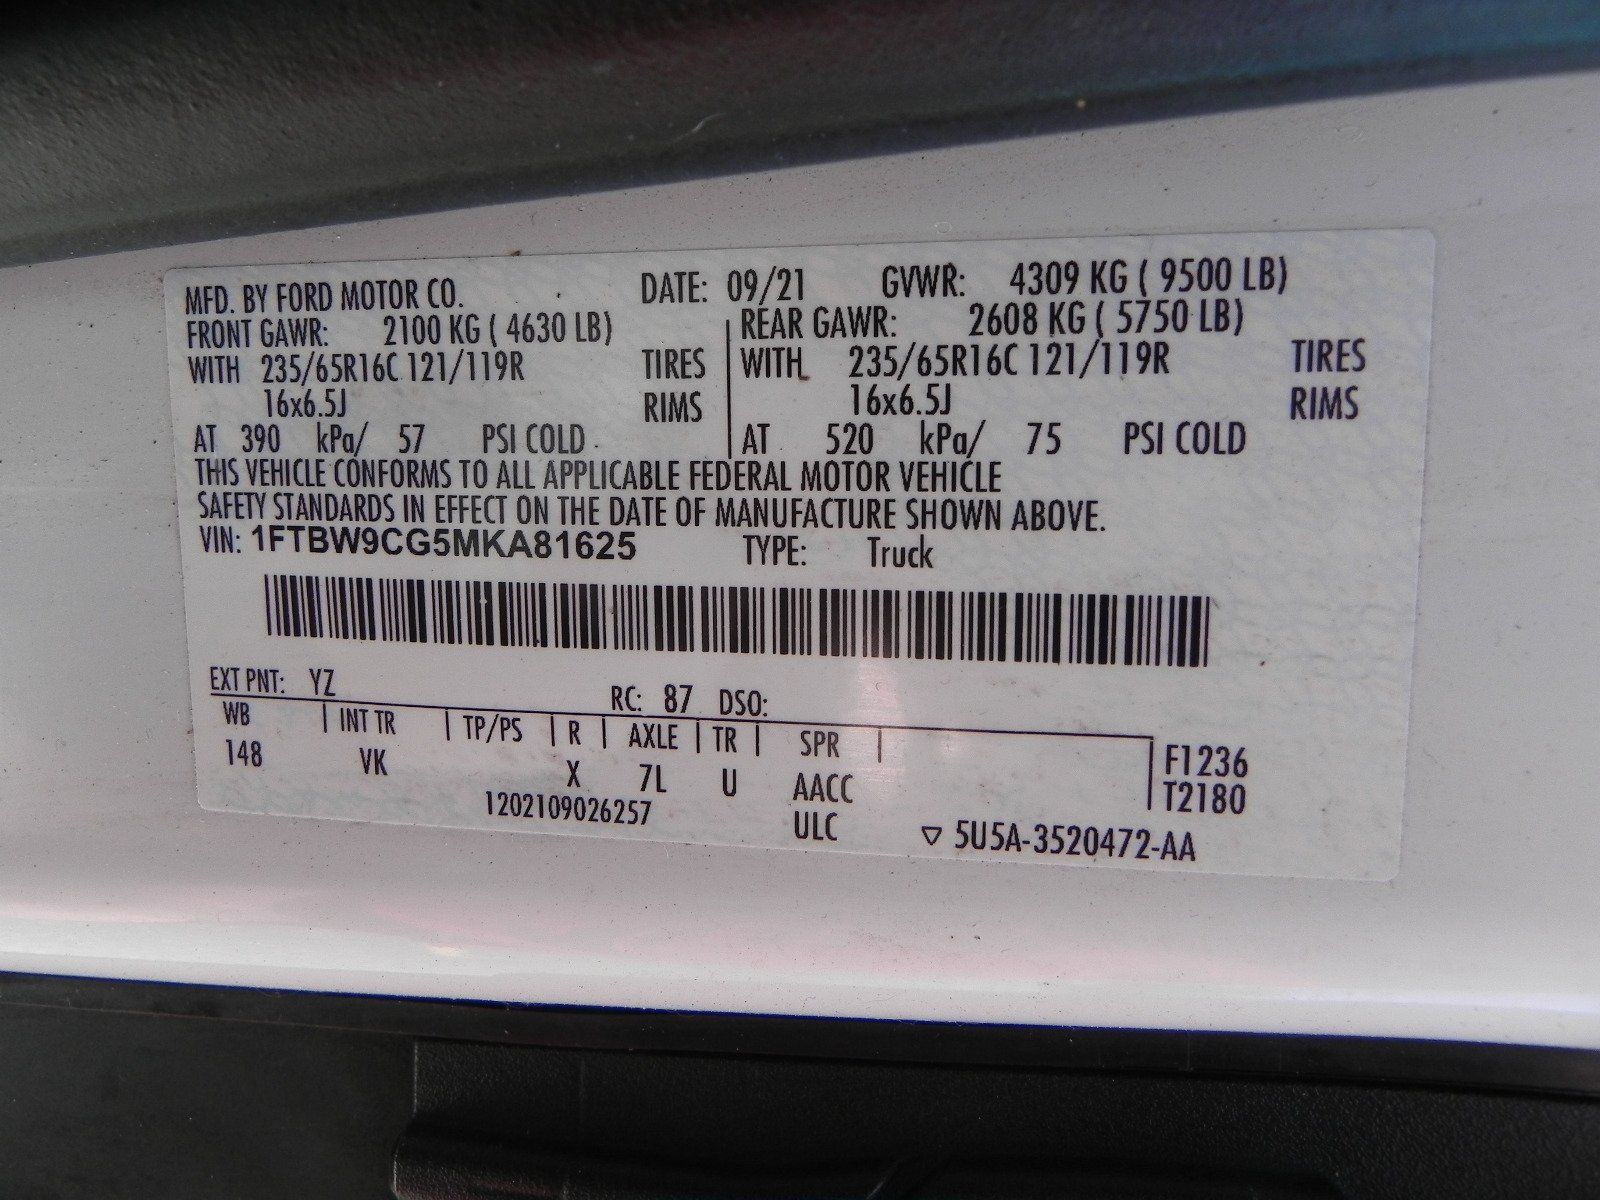 MFD. BY FORD MOTOR CO. DATE: 09/21 GVWR: 4309 KG ( 9500 LB)
FRONT GAWR: 2100 KG ( 4630 LB) REAR GAWR: 2608 KG ( 5750 LB)
WITH 235/65R16C 121/119R TIRES WITH 235/65R16C 121/119R TIRES
16x6.5J RIMS 16x6.5J RIMS
AT 390 kPa/ 57 PSI COLD AT 520 kPa/ 75 PSI COLD
THIS VEHICLE CONFORMS TO ALL APPLICABLE FEDERAL MOTOR VEHICLE
SAFETY STANDARDS IN EFFECT ON THE DATE OF MANUFACTURE SHOWN ABOVE.
VIN: 1FTBW9CG5MKA81625 TYPE: Truck
EXT PNT: YZ RC: 87 DSO:
WB INT TR TP/PS R AXLE TR SPR
148 VK X 7L U AACC F1236
1202109026257 ULC T2180
▽ 5U5A-3520472-AA